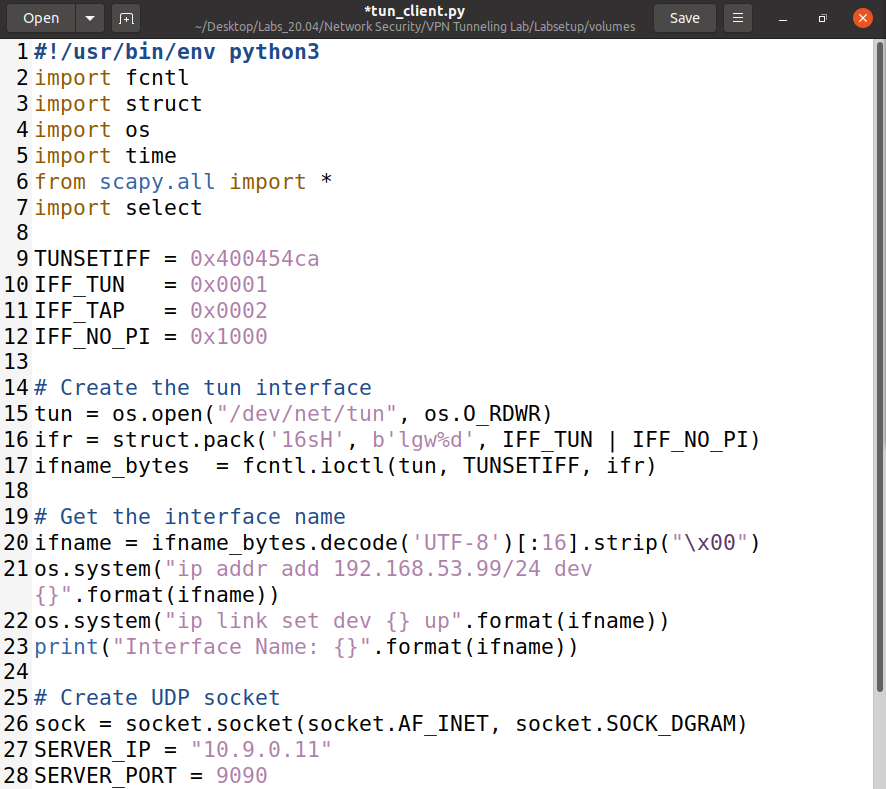 Open
*tun_client.py
~/Desktop/Labs_20.04/Network Security/VPN Tunneling Lab/Labsetup/volumes
Save
1 #!/usr/bin/env python3
2 import fcntl
3 import struct
4 import os
5 import time
6 from scapy.all import *
7 import select
8
9 TUNSETIFF = 0x400454ca
10 IFF_TUN   = 0x0001
11 IFF_TAP   = 0x0002
12 IFF_NO_PI = 0x1000
13
14 # Create the tun interface
15 tun = os.open("/dev/net/tun", os.O_RDWR)
16 ifr = struct.pack('16sH', b'lgw%d', IFF_TUN | IFF_NO_PI)
17 ifname_bytes  = fcntl.ioctl(tun, TUNSETIFF, ifr)
18
19 # Get the interface name
20 ifname = ifname_bytes.decode('UTF-8')[:16].strip("\x00")
21 os.system("ip addr add 192.168.53.99/24 dev
{}".format(ifname))
22 os.system("ip link set dev {} up".format(ifname))
23 print("Interface Name: {}".format(ifname))
24
25 # Create UDP socket
26 sock = socket.socket(socket.AF_INET, socket.SOCK_DGRAM)
27 SERVER_IP = "10.9.0.11"
28 SERVER_PORT = 9090